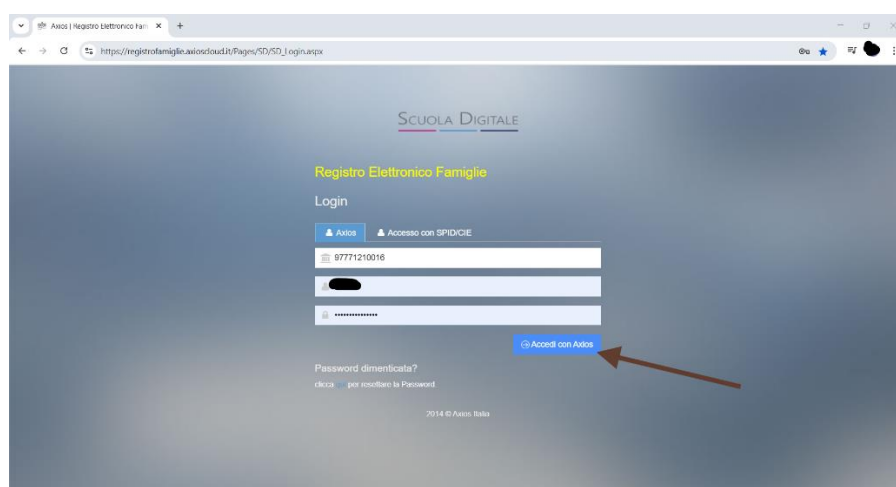 Axios | Registro Elettronico Fam
https://registrofamiglie.axioscloud.it/Pages/SD/SD_Login.aspx
SCUOLA DIGITALE
Registro Elettronico Famiglie
Login
Axios Accesso con SPID/CIE
97771210016
Accedi con Axios
Password dimenticata?
clicca per resettare la Password
2014 © Axios Italia